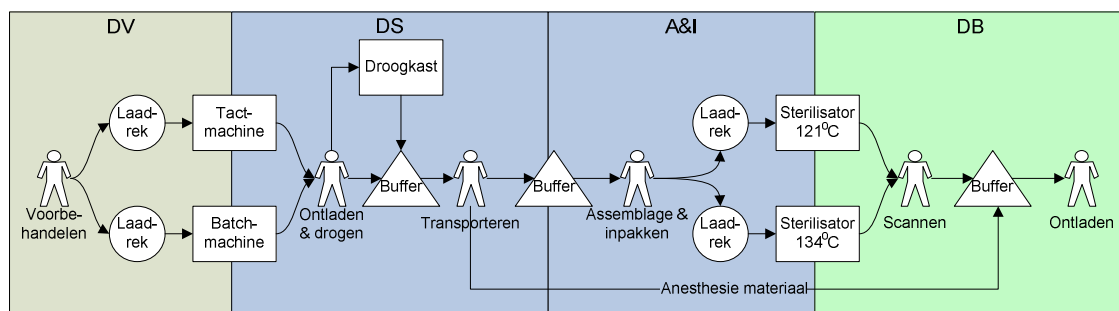 DV
DS
A&I
DB
Droogkast
Laad-
rek
Tact-
machine
Laad-
rek
Sterilisator
121⁰C
Voorbe-
handelen
Ontladen
& drogen
Buffer
Transporteren
Buffer
Assemblage &
inpakken
Scannen
Buffer
Ontladen
Laad-
rek
Batch-
machine
Laad-
rek
Sterilisator
134⁰C
Anesthesie materiaal